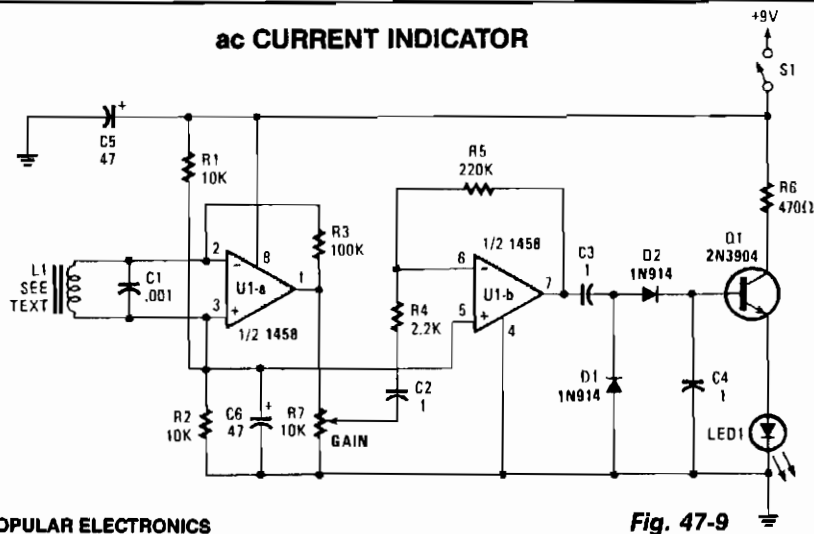 ac CURRENT INDICATOR
+9V
S1
C5
47
+
R1
10K
R5
220K
R6
470Ω
R3
100K
L1
SEE
TEXT
C1
.001
2
−
8
1
U1-a
3
+
1/2 1458
1/2 1458
6
−
7
U1-b
5
+
4
R4
2.2K
C3
1
D2
1N914
Q1
2N3904
C2
1
D1
1N914
C4
1
R2
10K
C6
47
+
R7
10K
GAIN
LED1
OPULAR ELECTRONICS
Fig. 47-9